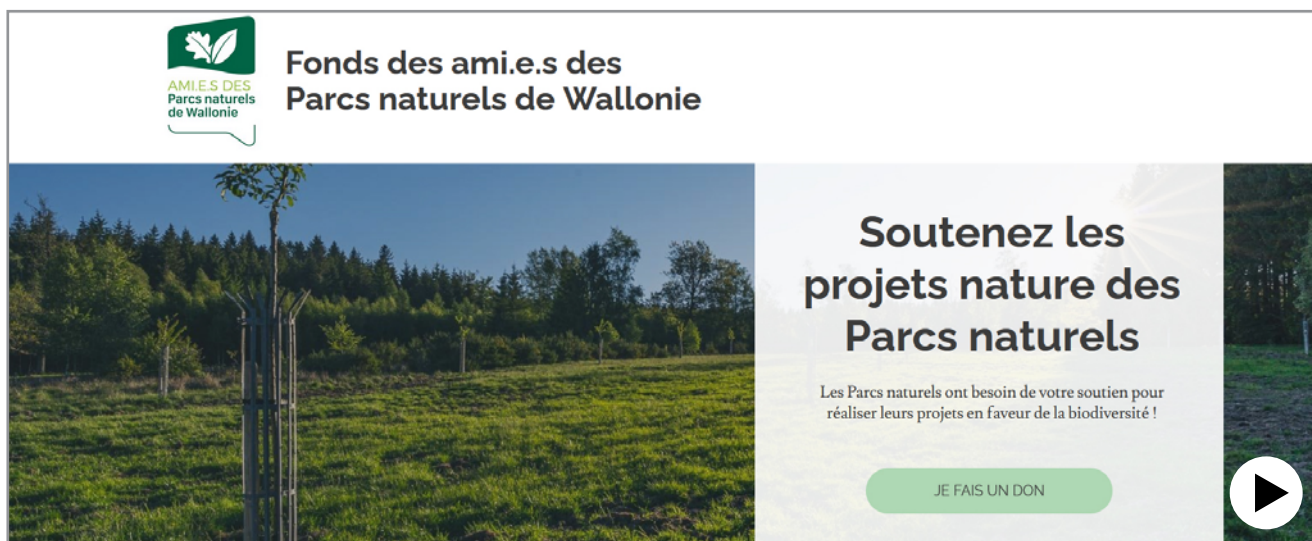 AMI.E.S DES
Parcs naturels
de Wallonie
Fonds des ami.e.s des
Parcs naturels de Wallonie
Soutenez les
projets nature des
Parcs naturels
Les Parcs naturels ont besoin de votre soutien pour
réaliser leurs projets en faveur de la biodiversité !
JE FAIS UN DON